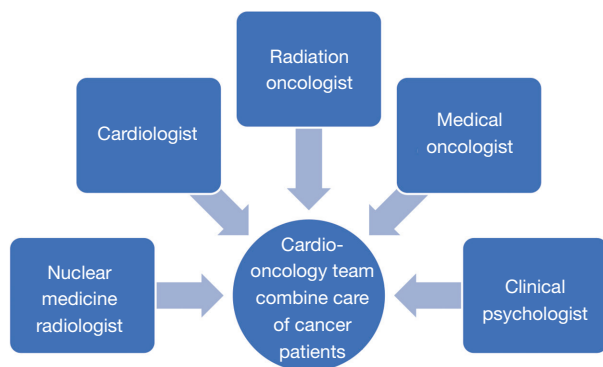 Radiation
oncologist
Cardiologist
Medical
oncologist
Nuclear
medicine
radiologist
Cardio-
oncology team
combine care
of cancer
patients
Clinical
psychologist